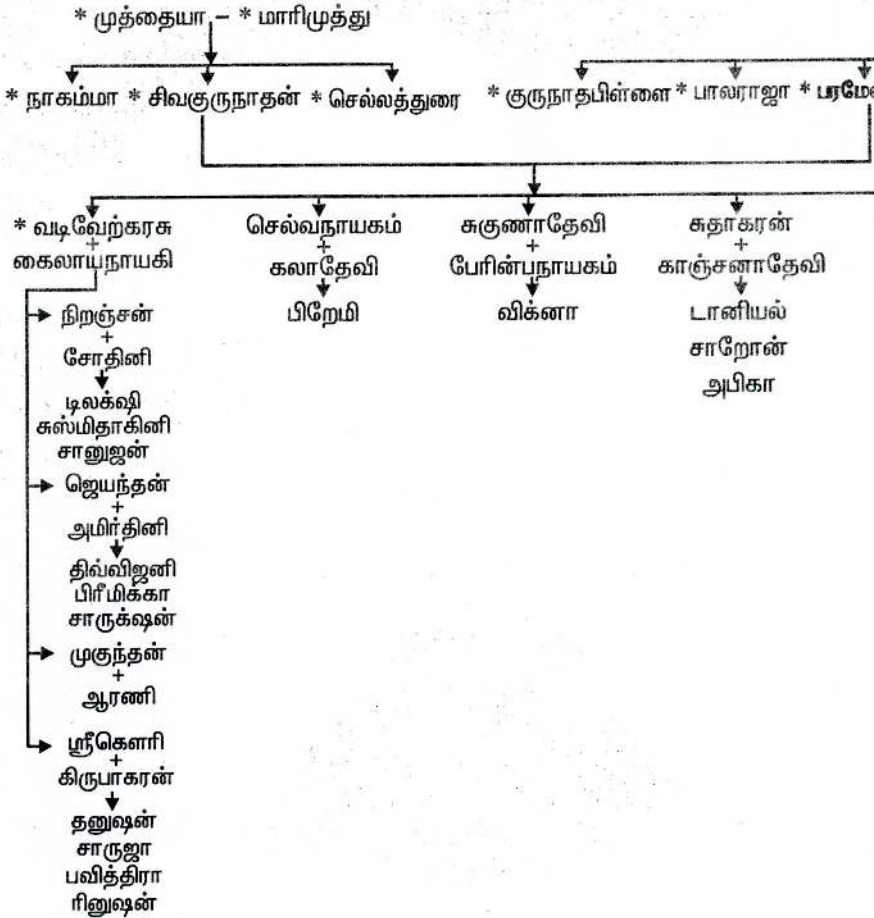 * முத்தையா – * மாரிமுத்து
* நாகம்மா * சிவகுருநாதன் * செல்லத்துரை * குருநாதபிள்ளை * பாலராஜா *
* வடிவேற்கரசு செல்வநாயகம் சுகுணாதேவி சுதாகரன்
+ + + +
கைலாயநாயகி கலாதேவி பேரின்பநாயகம் காஞ்சனாதேவி
நிறஞ்சன் பிறேமி விக்னா டானியல்
+ சாறோன்
சோதினி அபிகா
டிலக்‌ஷி
சுஸ்மிதாகினி
சானுஜன்
ஜெயந்தன்
+
அமிர்தினி
திவ்விஜனி
பிரீமிக்கா
சாருக்‌ஷன்
முகுந்தன்
+
ஆரணி
ஸ்ரீகௌரி
+
கிருபாகரன்
தனுஷன்
சாருஜா
பவித்திரா
ரினுஷன்